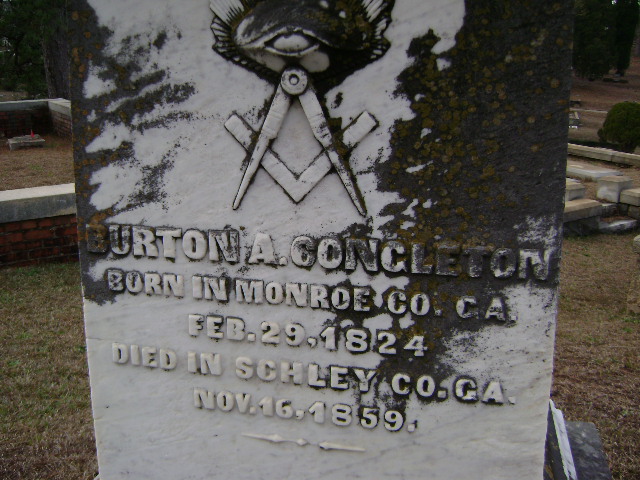 BURTON A. CONGLETON
BORN IN MONROE CO. GA.
FEB. 29, 1824
DIED IN SCHLEY CO. GA.
NOV. 16, 1859.